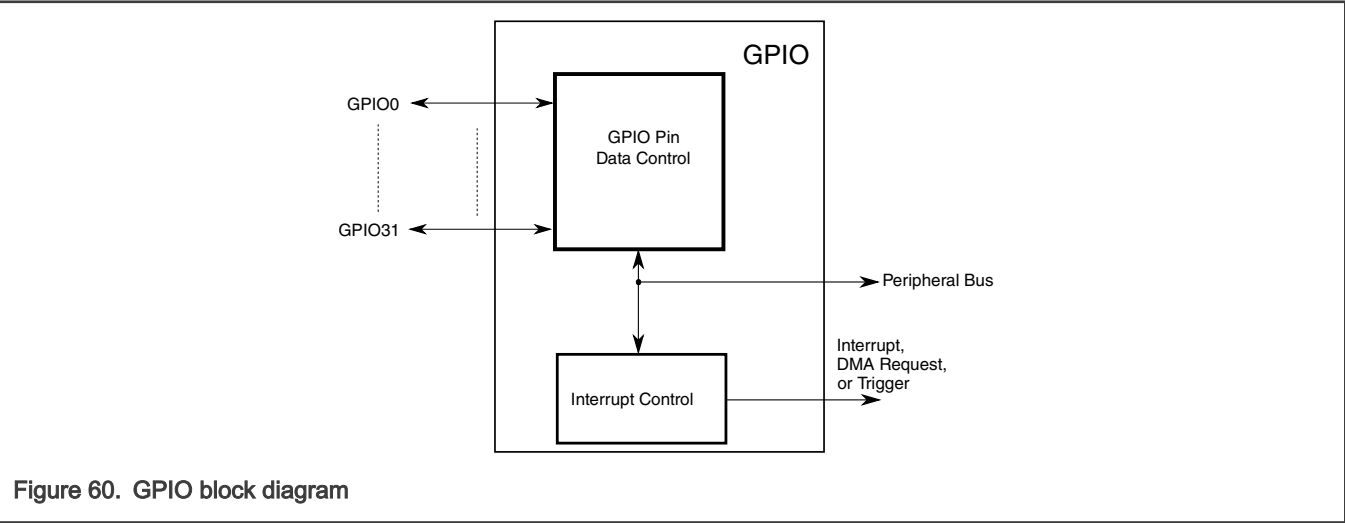 GPIO
GPIO0
GPIO Pin
Data Control
GPIO31
Peripheral Bus
Interrupt,
DMA Request,
or Trigger
Interrupt Control
Figure 60. GPIO block diagram